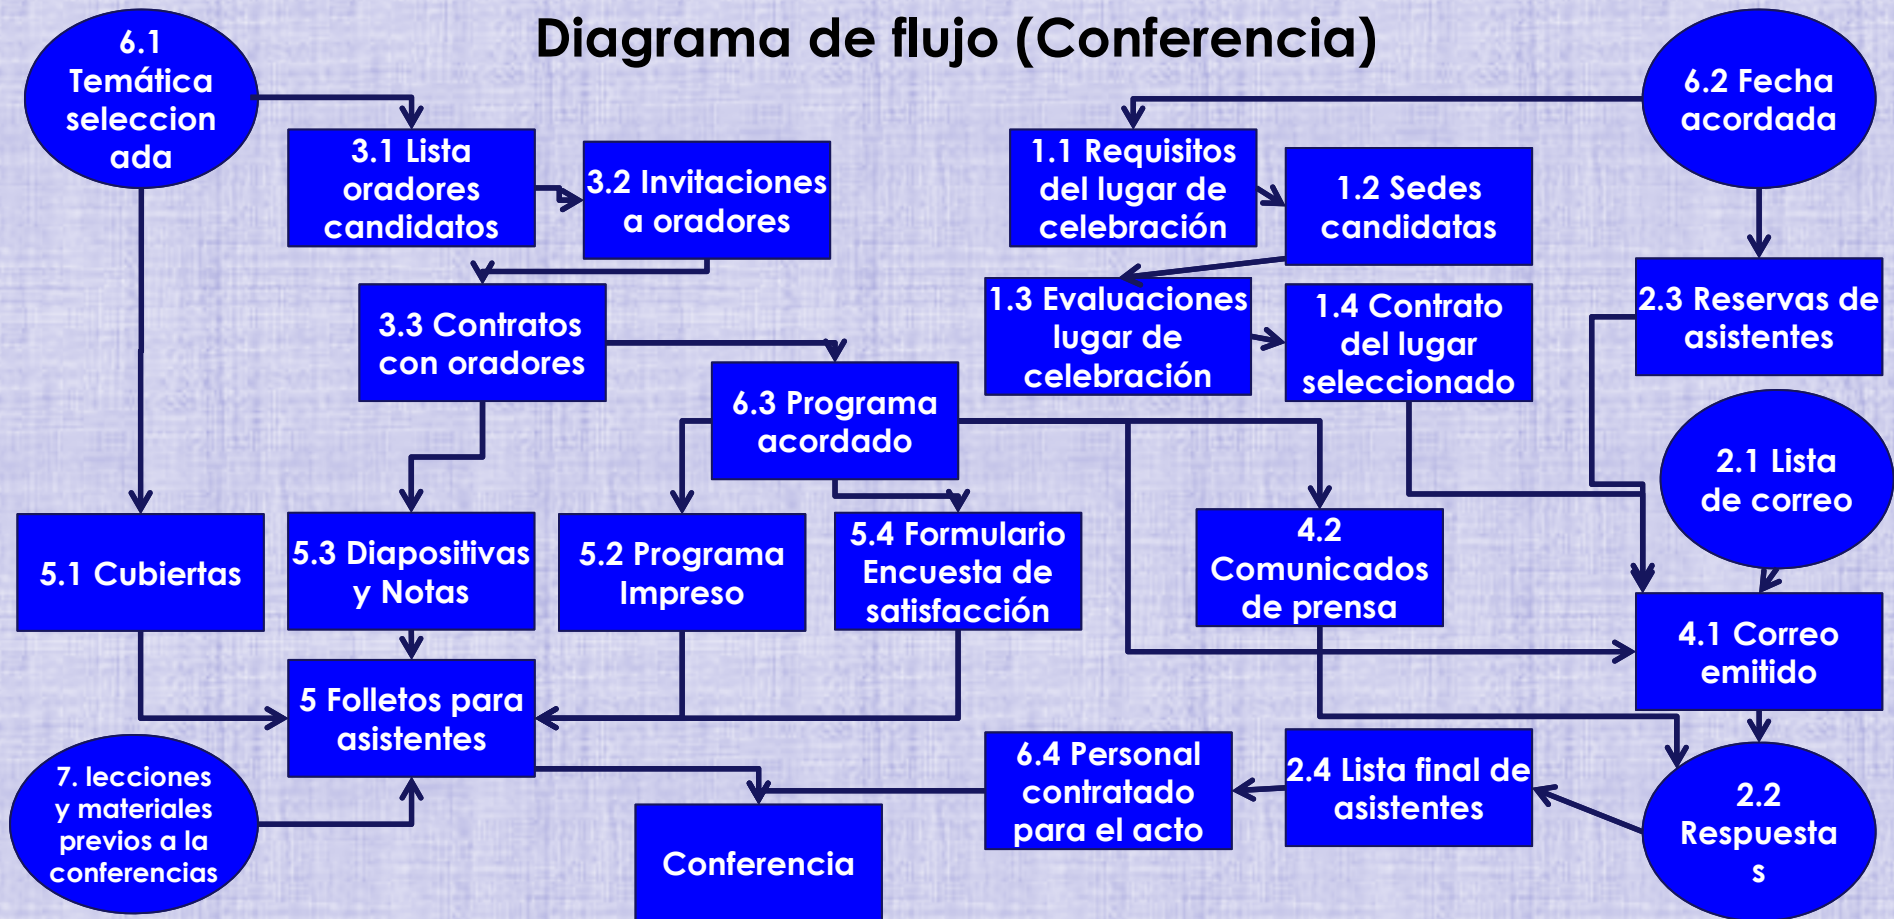 Diagrama de flujo (Conferencia)
6.1
Temática
seleccion
ada
6.2 Fecha
acordada
3.1 Lista
oradores
candidatos
3.2 Invitaciones
a oradores
1.1 Requisitos
del lugar de
celebración
1.2 Sedes
candidatas
3.3 Contratos
con oradores
1.3 Evaluaciones
lugar de
celebración
1.4 Contrato
del lugar
seleccionado
2.3 Reservas de
asistentes
6.3 Programa
acordado
2.1 Lista
de correo
5.1 Cubiertas
5.3 Diapositivas
y Notas
5.2 Programa
Impreso
5.4 Formulario
Encuesta de
satisfacción
4.2
Comunicados
de prensa
4.1 Correo
emitido
5 Folletos para
asistentes
7. lecciones
y materiales
previos a la
conferencias
Conferencia
6.4 Personal
contratado
para el acto
2.4 Lista final de
asistentes
2.2
Respuesta
s